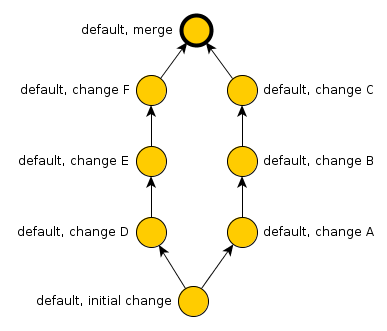 default, merge
default, change F
default, change C
default, change E
default, change B
default, change D
default, change A
default, initial change